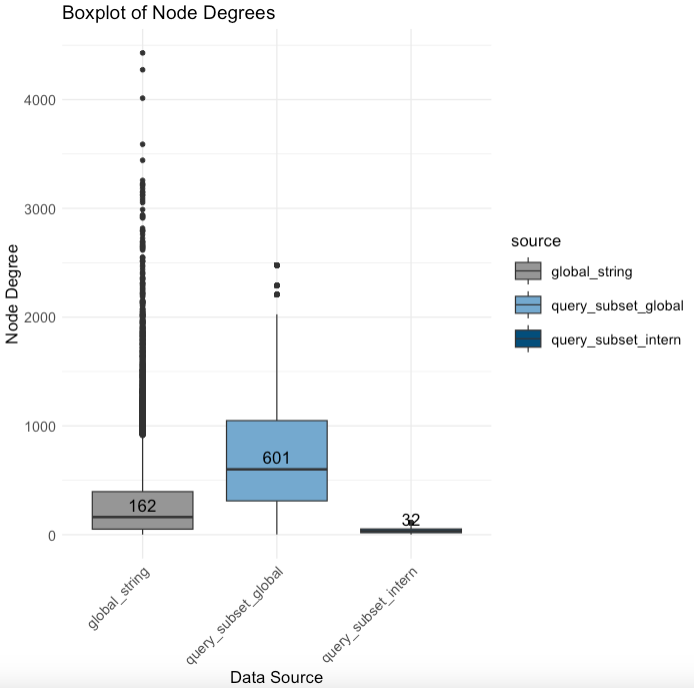 Boxplot of Node Degrees
Node Degree
4000
3000
2000
1000
0
162
601
32
global_string
query_subset_global
query_subset_intern
Data Source
source
global_string
query_subset_global
query_subset_intern